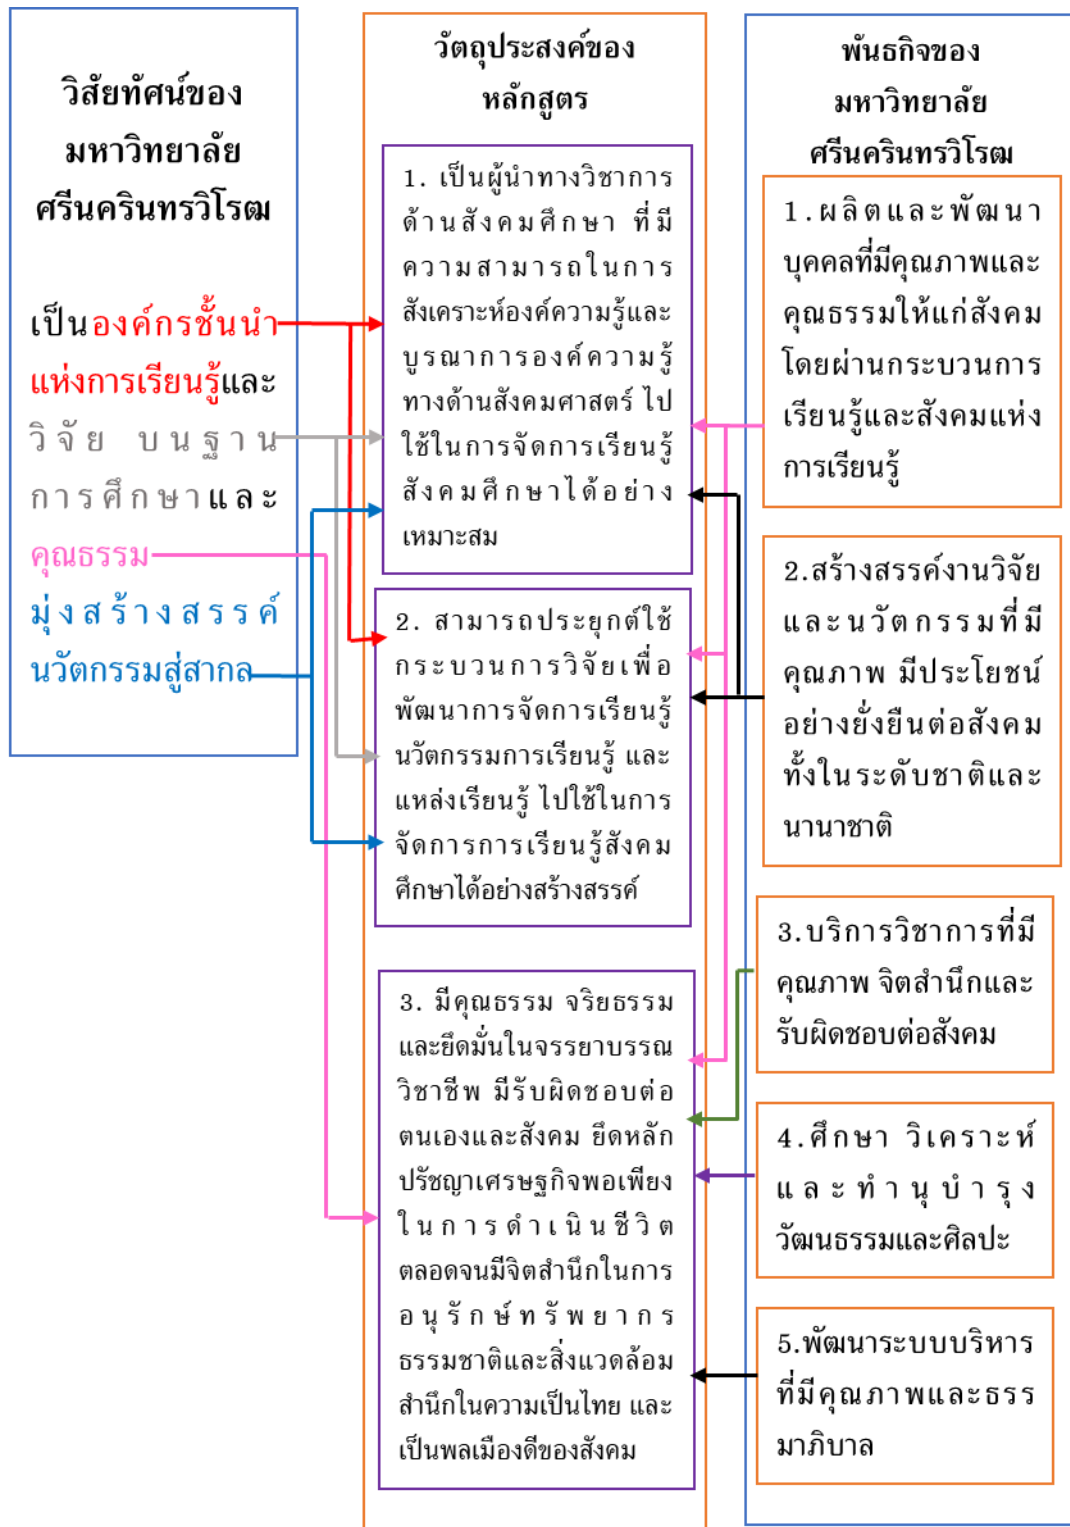 วิสัยทัศน์ของ
มหาวิทยาลัย
ศรีนครินทรวิโรฒ
เป็นองค์กรชั้นนำ
แห่งการเรียนรู้และ
วิจัย บนฐาน
การศึกษาและ
คุณธรรม
มุ่งสร้างสรรค์
นวัตกรรมสู่สากล
วัตถุประสงค์ของ
หลักสูตร
1. เป็นผู้นำทางวิชาการ
ด้านสังคมศึกษา ที่มี
ความสามารถในการ
สังเคราะห์องค์ความรู้และ
บูรณาการองค์ความรู้
ทางด้านสังคมศาสตร์ ไป
ใช้ในการจัดการเรียนรู้
สังคมศึกษาได้อย่าง
เหมาะสม
2. สามารถประยุกต์ใช้
กระบวนการวิจัยเพื่อ
พัฒนาการจัดการเรียนรู้
นวัตกรรมการเรียนรู้ และ
แหล่งเรียนรู้ ไปใช้ในการ
จัดการการเรียนรู้สังคม
ศึกษาได้อย่างสร้างสรรค์
3. มีคุณธรรม จริยธรรม
และยึดมั่นในจรรยาบรรณ
วิชาชีพ มีรับผิดชอบต่อ
ตนเองและสังคม ยึดหลัก
ปรัชญาเศรษฐกิจพอเพียง
ในการดำเนินชีวิต
ตลอดจนมีจิตสำนึกในการ
อนุรักษ์ทรัพยากร
ธรรมชาติและสิ่งแวดล้อม
สำนึกในความเป็นไทย และ
เป็นพลเมืองดีของสังคม
พันธกิจของ
มหาวิทยาลัย
ศรีนครินทรวิโรฒ
1.ผลิตและพัฒนา
บุคคลที่มีคุณภาพและ
คุณธรรมให้แก่สังคม
โดยผ่านกระบวนการ
เรียนรู้และสังคมแห่ง
การเรียนรู้
2.สร้างสรรค์งานวิจัย
และนวัตกรรมที่มี
คุณภาพ มีประโยชน์
อย่างยั่งยืนต่อสังคม
ทั้งในระดับชาติและ
นานาชาติ
3.บริการวิชาการที่มี
คุณภาพ จิตสำนึกและ
รับผิดชอบต่อสังคม
4.ศึกษา วิเคราะห์
และทำนุบำรุง
วัฒนธรรมและศิลปะ
5.พัฒนาระบบบริหาร
ที่มีคุณภาพและธรร
มาภิบาล